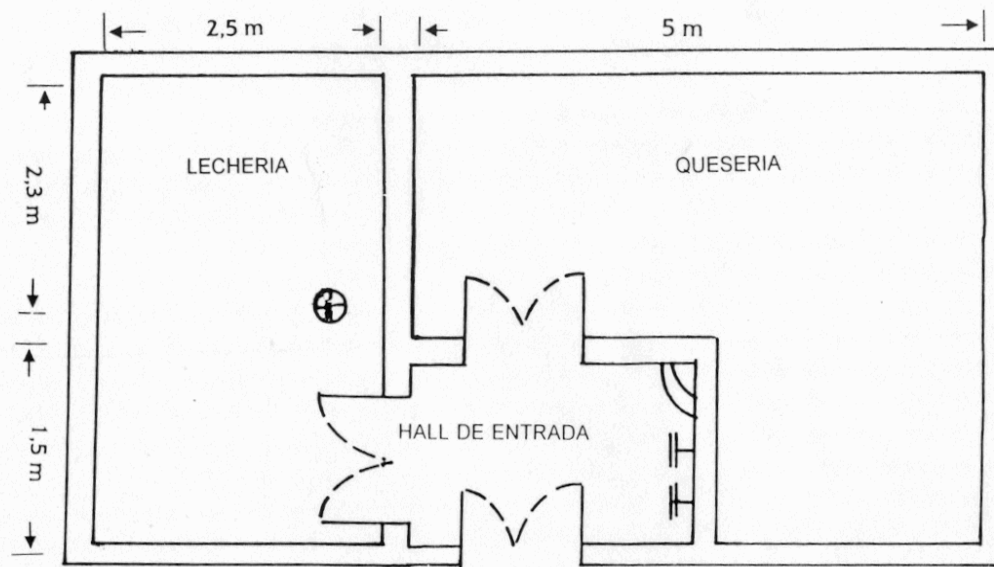 2,5 m
5 m
2,3 m
LECHERIA
QUESERIA
1,5 m
HALL DE ENTRADA